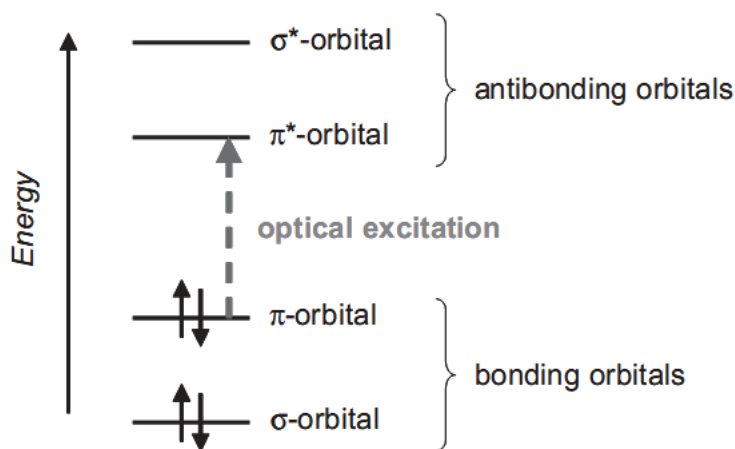 σ*-orbital
antibonding orbitals
π*-orbital
Energy
optical excitation
π-orbital
bonding orbitals
σ-orbital